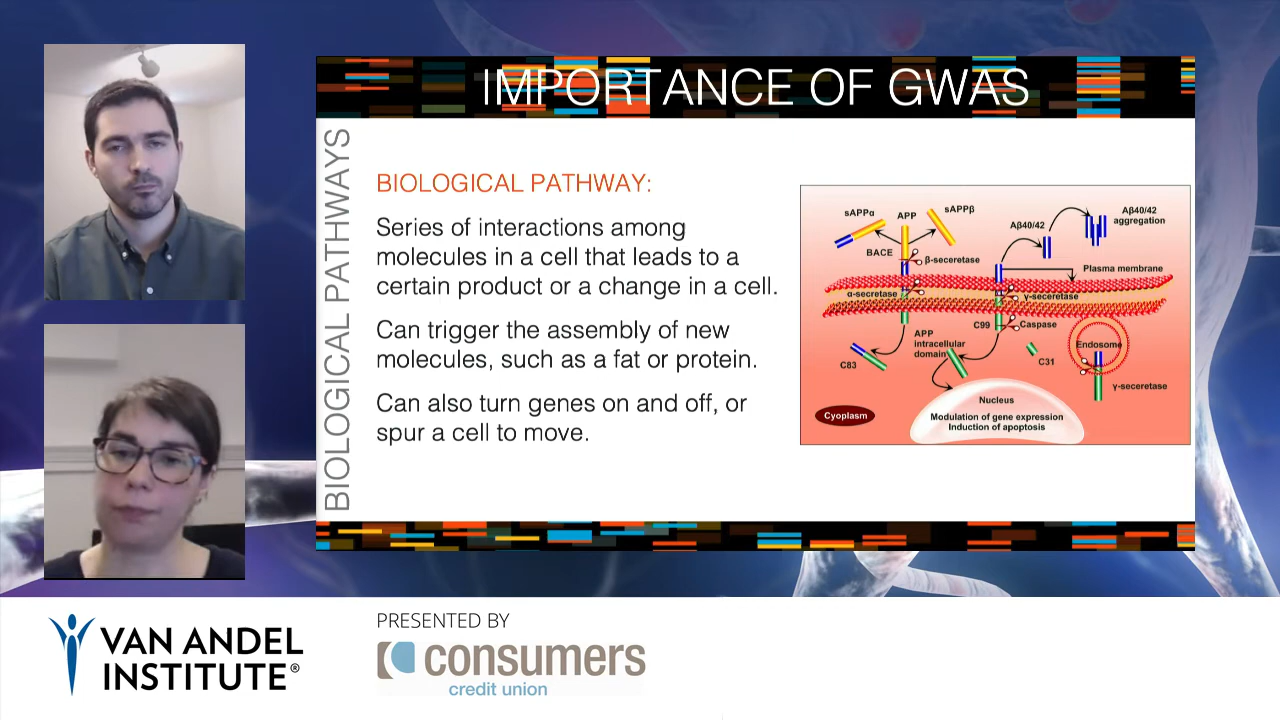 IMPORTANCE OF GWAS
BIOLOGICAL PATHWAYS
BIOLOGICAL PATHWAY:
Series of interactions among
molecules in a cell that leads to a
certain product or a change in a cell.
Can trigger the assembly of new
molecules, such as a fat or protein.
Can also turn genes on and off, or
spur a cell to move.
sAPPα
APP
sAPPβ
BACE
β-seceretase
Aβ40/42
Aβ40/42
aggregation
Plasma membrane
α-secretase
γ-seceretase
C99
Caspase
APP
intracellular
domain
C83
C31
Endosome
γ-seceretase
Nucleus
Modulation of gene expression
Induction of apoptosis
Cyoplasm
VAN ANDEL
INSTITUTE®
PRESENTED BY
consumers
credit union